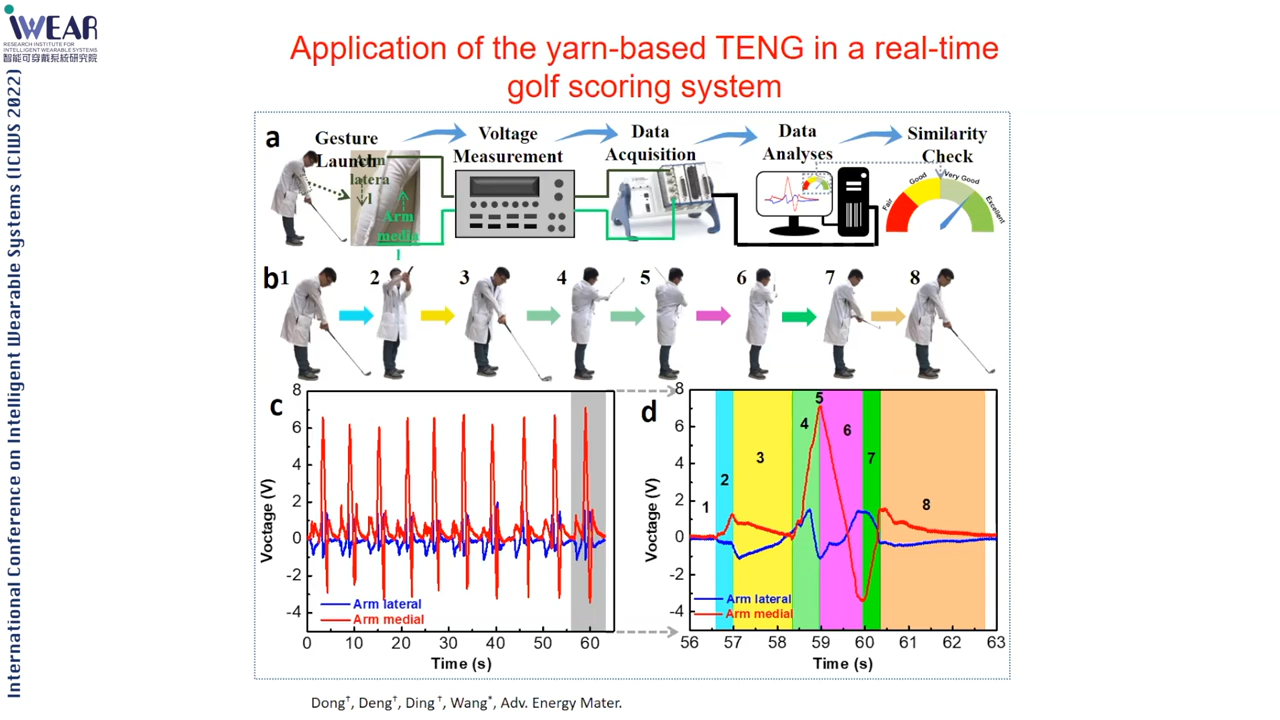 iWEAR
RESEARCH INSTITUTE FOR
INTELLIGENT WEARABLE SYSTEMS
智能可穿戴系統研究院
International Conference on Intelligent Wearable Systems (ICIWS 2022)
Application of the yarn-based TENG in a real-time
golf scoring system
a
Gesture
Launch
Voltage
Measurement
Data
Acquisition
Data
Analyses
Similarity
Check
Arm
latera
l
Arm
media
l
Fair
Good
Very Good
Excellent
b
1
2
3
4
5
6
7
8
c
8
6
4
2
0
-2
-4
Voctage (V)
Arm lateral
Arm medial
0 10 20 30 40 50 60
Time (s)
d
8
6
4
2
0
-2
-4
Voctage (V)
1
2
3
4
5
6
7
8
Arm lateral
Arm medial
56 57 58 59 60 61 62 63
Time (s)
Dong†, Deng†, Ding †, Wang*, Adv. Energy Mater.